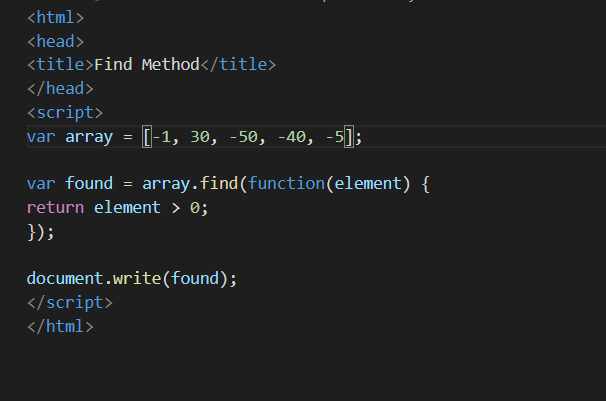 <html>
<head>
<title>Find Method</title>
</head>
<script>
var array = [-1, 30, -50, -40, -5];
var found = array.find(function(element) {
return element > 0;
});
document.write(found);
</script>
</html>